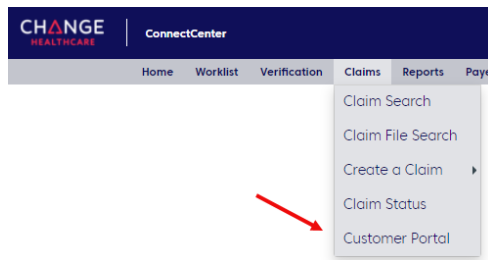 CHANGE
HEALTHCARE
ConnectCenter
Home Worklist Verification Claims Reports
Claim Search
Claim File Search
Create a Claim
Claim Status
Customer Portal